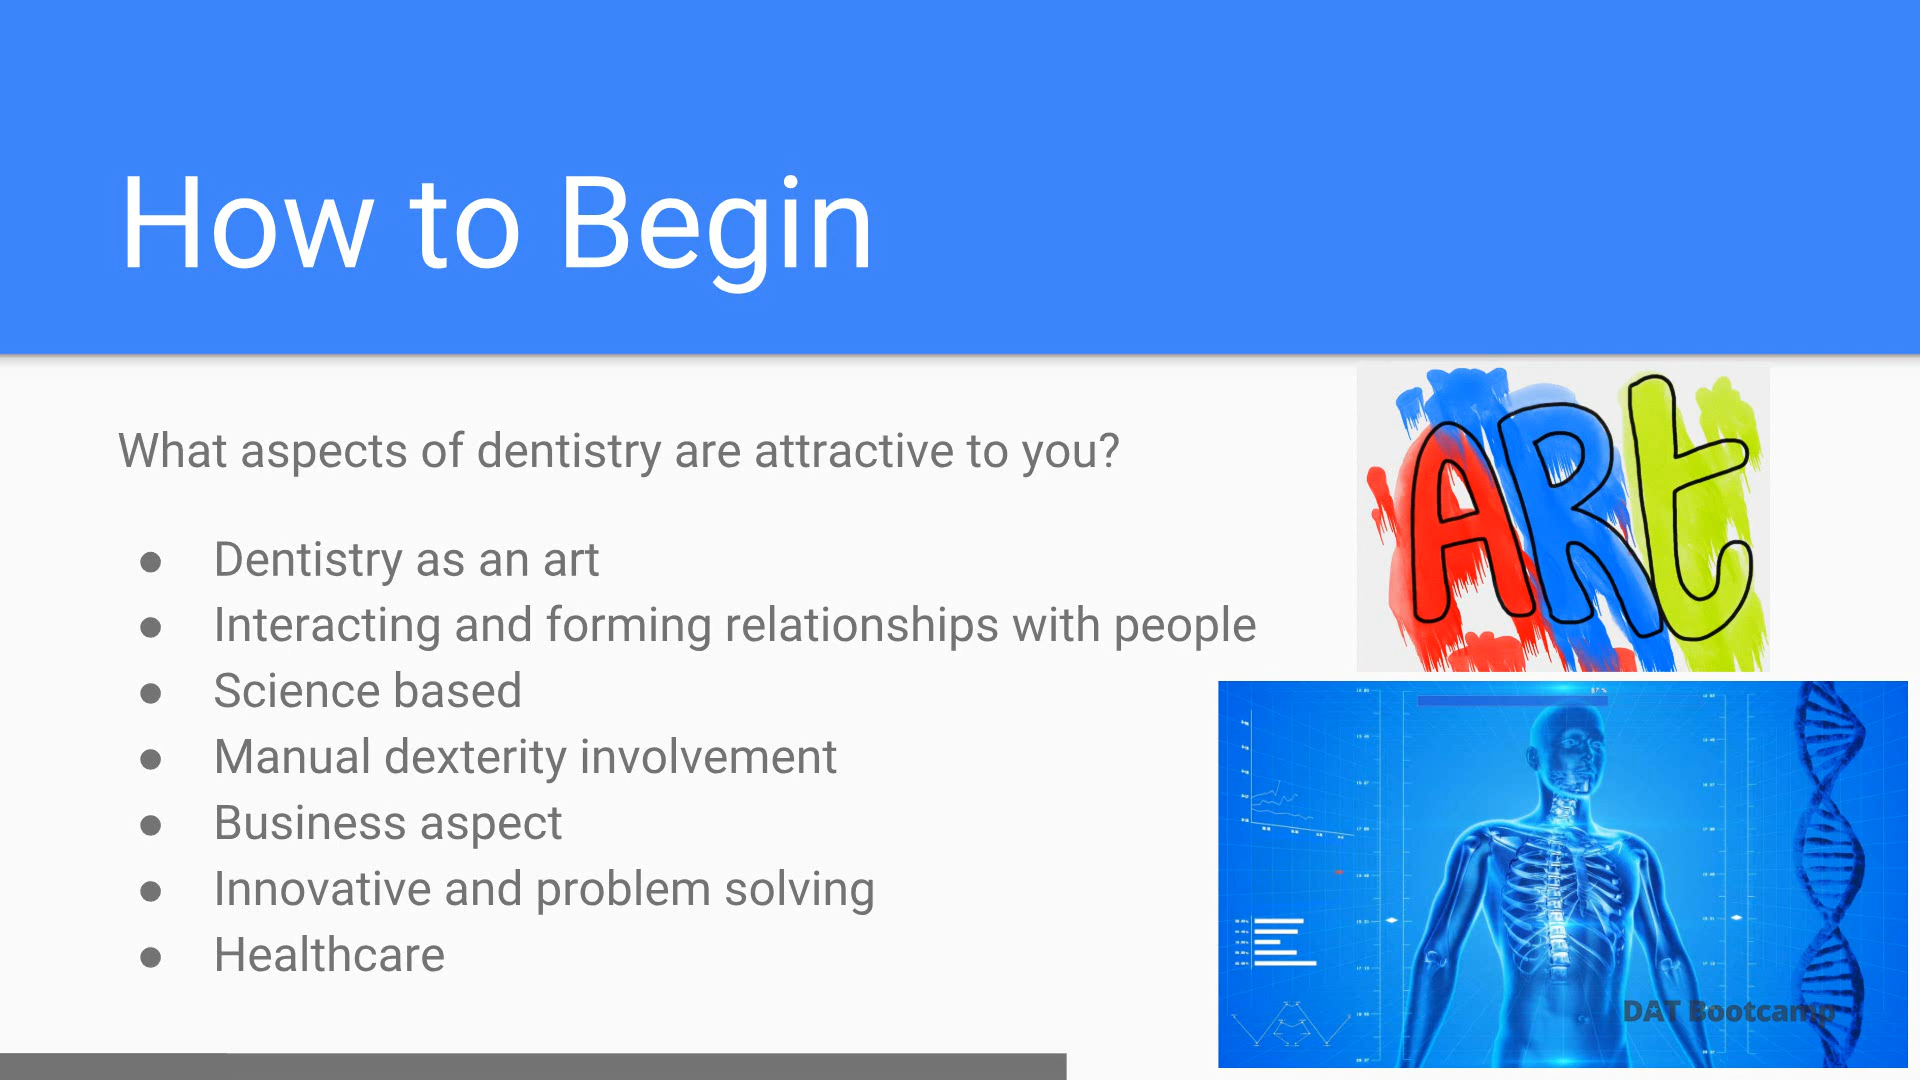 How to Begin
What aspects of dentistry are attractive to you?
● Dentistry as an art
● Interacting and forming relationships with people
● Science based
● Manual dexterity involvement
● Business aspect
● Innovative and problem solving
● Healthcare
ARt
DAT Bootcamp